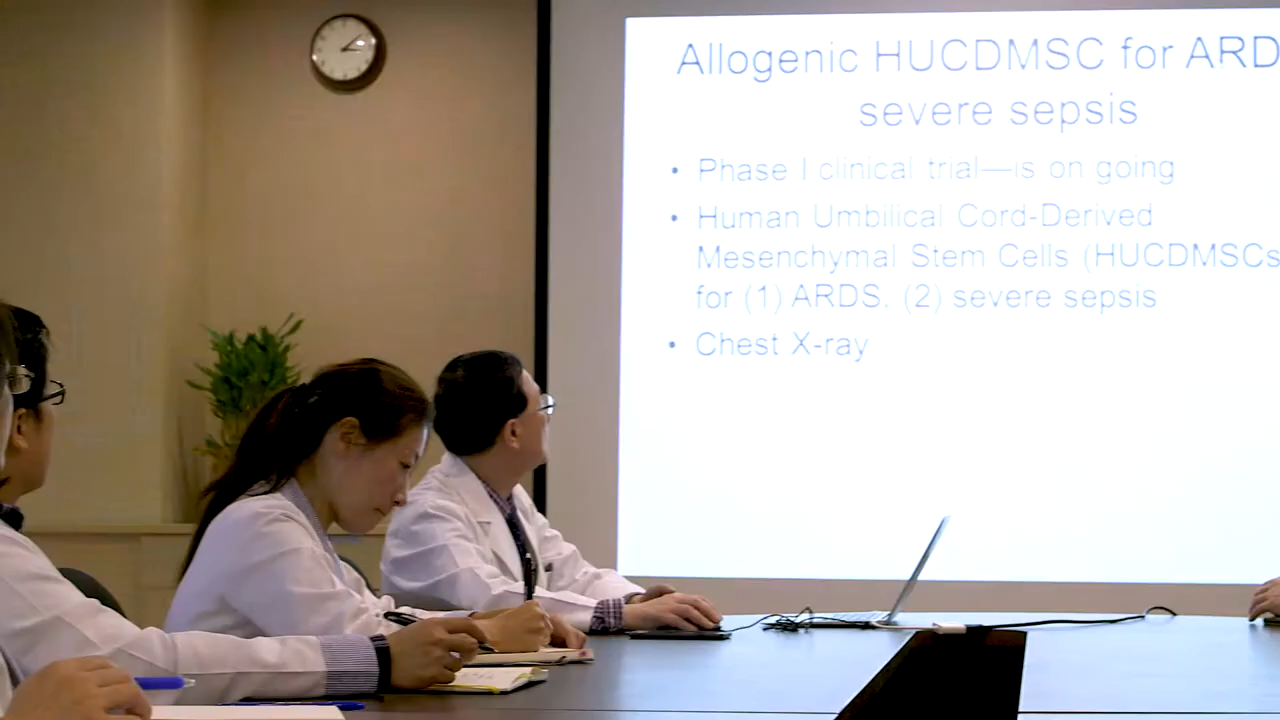 Allogenic HUCDMSC for ARD
severe sepsis
• Phase I clinical trial—is on going
• Human Umbilical Cord-Derived
Mesenchymal Stem Cells (HUCDMSCs
for (1) ARDS. (2) severe sepsis
• Chest X-ray